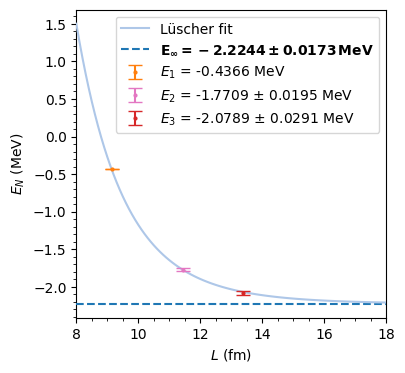 Lüscher fit
E∞ = − 2.2244 ± 0.0173 MeV
E₁ = -0.4366 MeV
E₂ = -1.7709 ± 0.0195 MeV
E₃ = -2.0789 ± 0.0291 MeV
1.5
1.0
0.5
0.0
−0.5
−1.0
−1.5
−2.0
E_N (MeV)
8 10 12 14 16 18
L (fm)